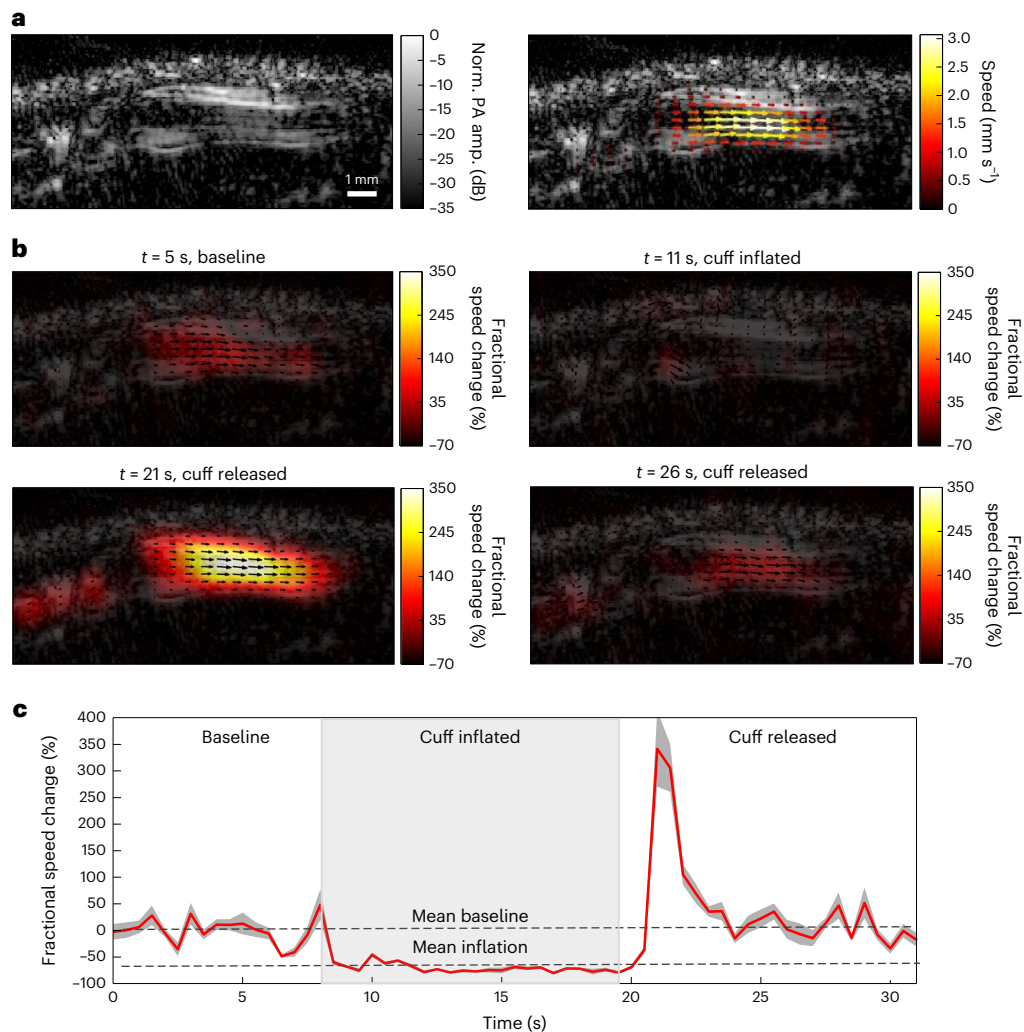 a
0
−5
−10
−15
−20
−25
−30
−35
Norm. PA amp. (dB)
1 mm
3.0
2.5
2.0
1.5
1.0
0.5
0
Speed (mm s⁻¹)
b
t = 5 s, baseline
350
245
140
35
−70
Fractional
speed change (%)
t = 11 s, cuff inflated
350
245
140
35
−70
Fractional
speed change (%)
t = 21 s, cuff released
350
245
140
35
−70
Fractional
speed change (%)
t = 26 s, cuff released
350
245
140
35
−70
Fractional
speed change (%)
c
Fractional speed change (%)
400
350
300
250
200
150
100
50
0
−50
−100
Baseline
Cuff inflated
Cuff released
Mean baseline
Mean inflation
0
5
10
15
20
25
30
Time (s)